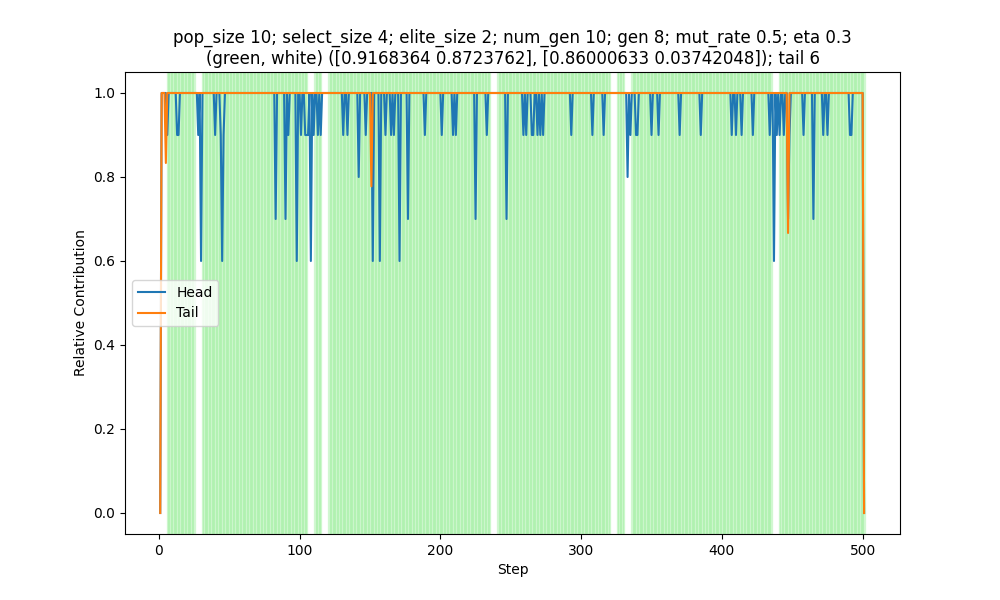 pop_size 10; select_size 4; elite_size 2; num_gen 10; gen 8; mut_rate 0.5; eta 0.3
(green, white) ([0.9168364 0.8723762], [0.86000633 0.03742048]); tail 6
1.0
0.8
0.6
0.4
0.2
0.0
Relative Contribution
Head
Tail
0
100
200
300
400
500
Step